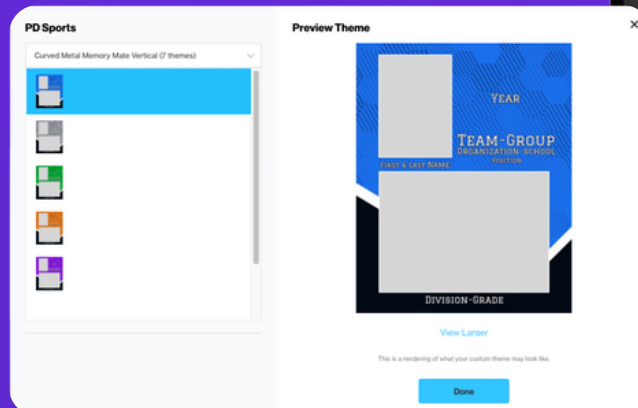 PD Sports
Curved Metal Memory Mate Vertical (7 themes)
Preview Theme
YEAR
TEAM-GROUP
ORGANIZATION-SCHOOL
POSITION
FIRST & LAST NAME
DIVISION-GRADE
View Larger
This is a rendering of what your custom theme may look like.
Done